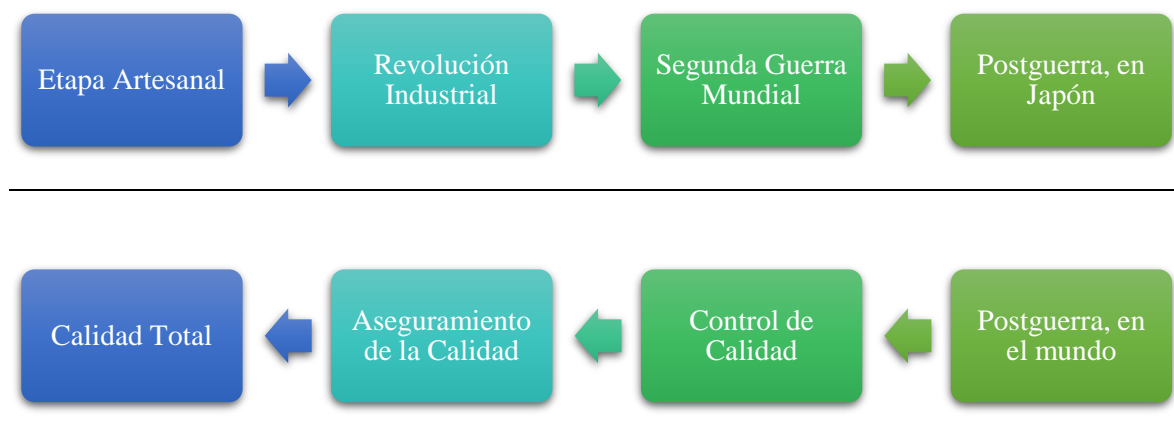 Etapa Artesanal
Revolución
Industrial
Segunda Guerra
Mundial
Postguerra, en
Japón
Calidad Total
Aseguramiento
de la Calidad
Control de
Calidad
Postguerra, en
el mundo